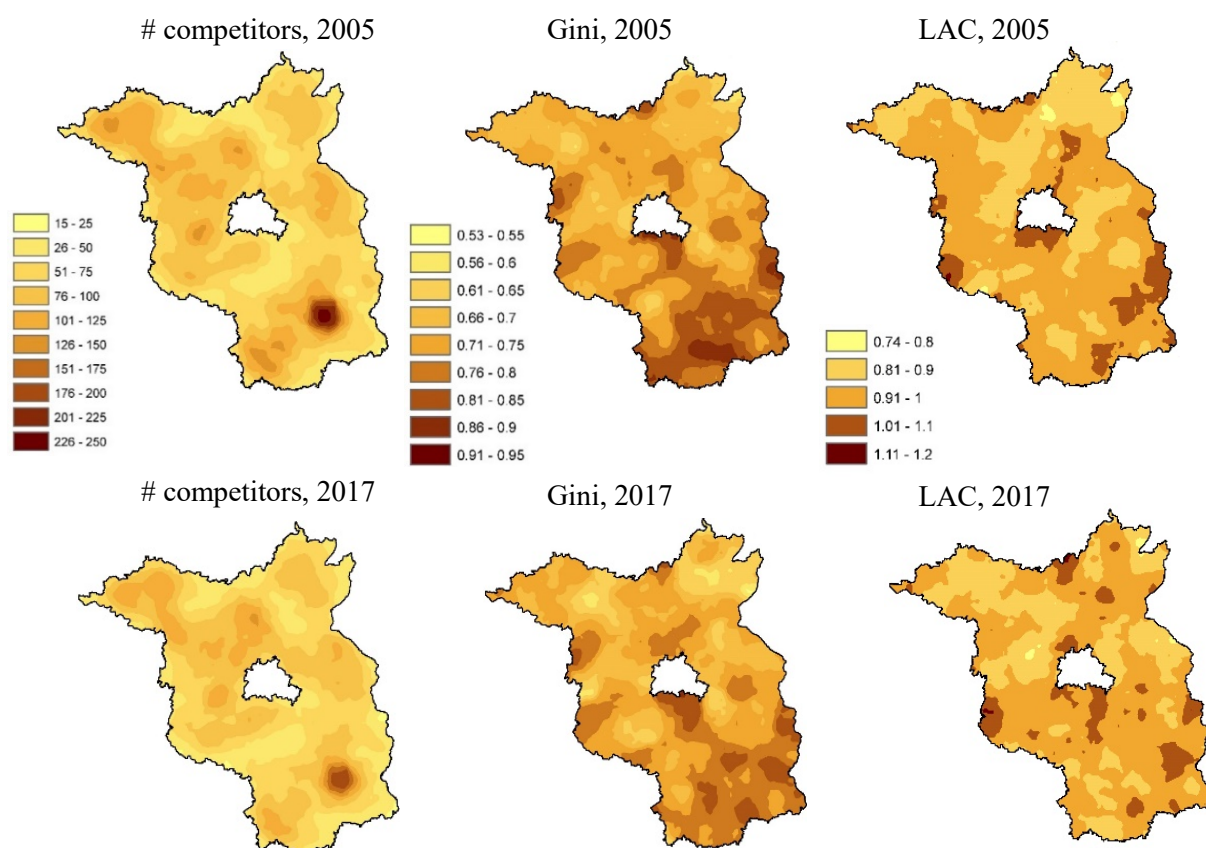 # competitors, 2005
Gini, 2005
LAC, 2005
15 - 25
26 - 50
51 - 75
76 - 100
101 - 125
126 - 150
151 - 175
176 - 200
201 - 225
226 - 250
0.53 - 0.55
0.56 - 0.6
0.61 - 0.65
0.66 - 0.7
0.71 - 0.75
0.76 - 0.8
0.81 - 0.85
0.86 - 0.9
0.91 - 0.95
0.74 - 0.8
0.81 - 0.9
0.91 - 1
1.01 - 1.1
1.11 - 1.2
# competitors, 2017
Gini, 2017
LAC, 2017